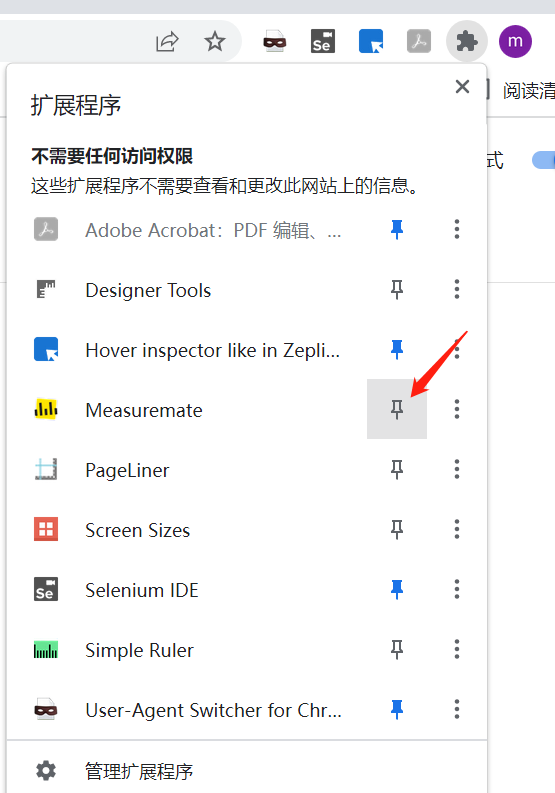 Se
m
阅读清
扩展程序
式
不需要任何访问权限
这些扩展程序不需要查看和更改此网站上的信息。
Adobe Acrobat：PDF 编辑、...
Designer Tools
Hover inspector like in Zepli...
Measuremate
PageLiner
Screen Sizes
Se
Selenium IDE
Simple Ruler
User-Agent Switcher for Chr...
管理扩展程序